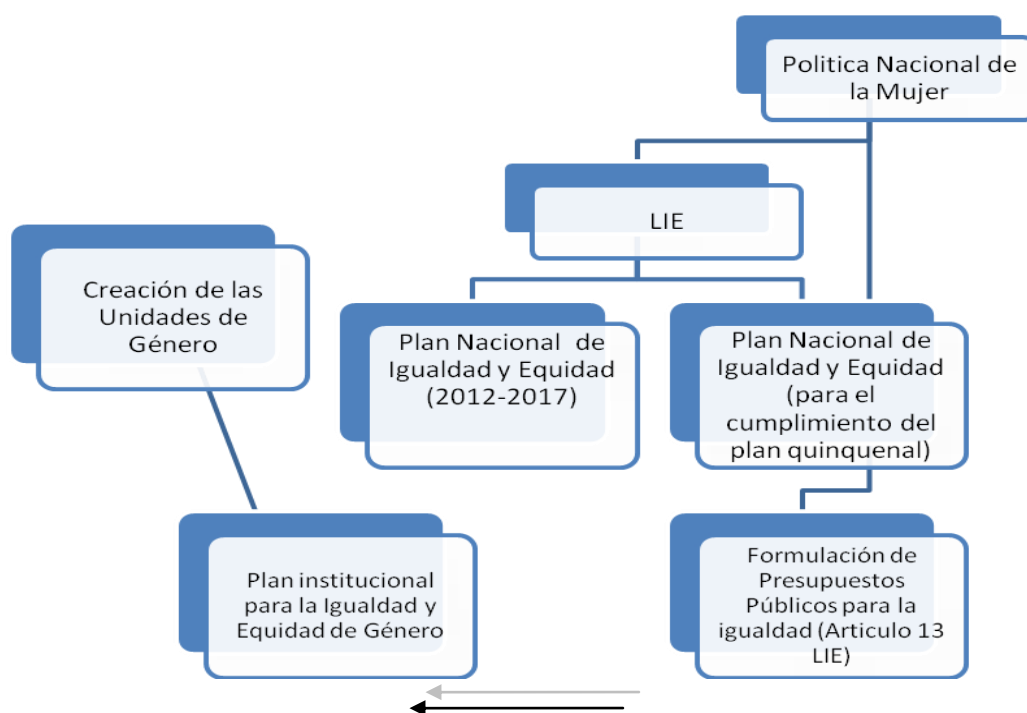 Politica Nacional de
la Mujer
LIE
Creación de las
Unidades de
Género
Plan Nacional de
Igualdad y Equidad
(2012-2017)
Plan Nacional de
Igualdad y Equidad
(para el
cumplimiento del
plan quinquenal)
Plan institucional
para la Igualdad y
Equidad de Género
Formulación de
Presupuestos
Públicos para la
igualdad (Articulo 13
LIE)